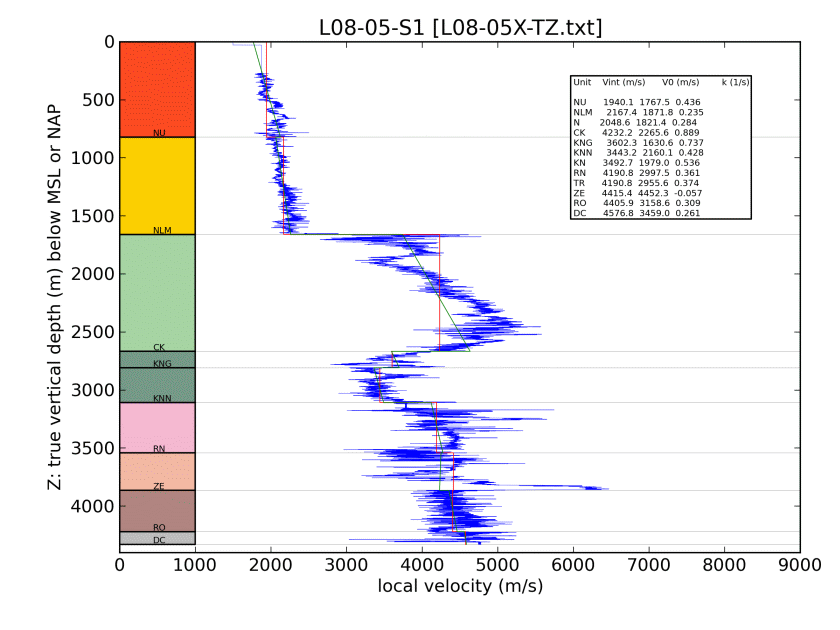 L08-05-S1 [L08-05X-TZ.txt]
Z: true vertical depth (m) below MSL or NAP
0
500
1000
1500
2000
2500
3000
3500
4000
NU
NLM
CK
KNG
KNN
RN
ZE
RO
DC
Unit Vint (m/s) V0 (m/s) k (1/s)
NU 1940.1 1767.5 0.436
NLM 2167.4 1871.8 0.235
N 2048.6 1821.4 0.284
CK 4232.2 2265.6 0.889
KNG 3602.3 1630.6 0.737
KNN 3443.2 2160.1 0.428
KN 3492.7 1979.0 0.536
RN 4190.8 2997.5 0.361
TR 4190.8 2955.6 0.374
ZE 4415.4 4452.3 -0.057
RO 4405.9 3158.6 0.309
DC 4576.8 3459.0 0.261
0 1000 2000 3000 4000 5000 6000 7000 8000 9000
local velocity (m/s)